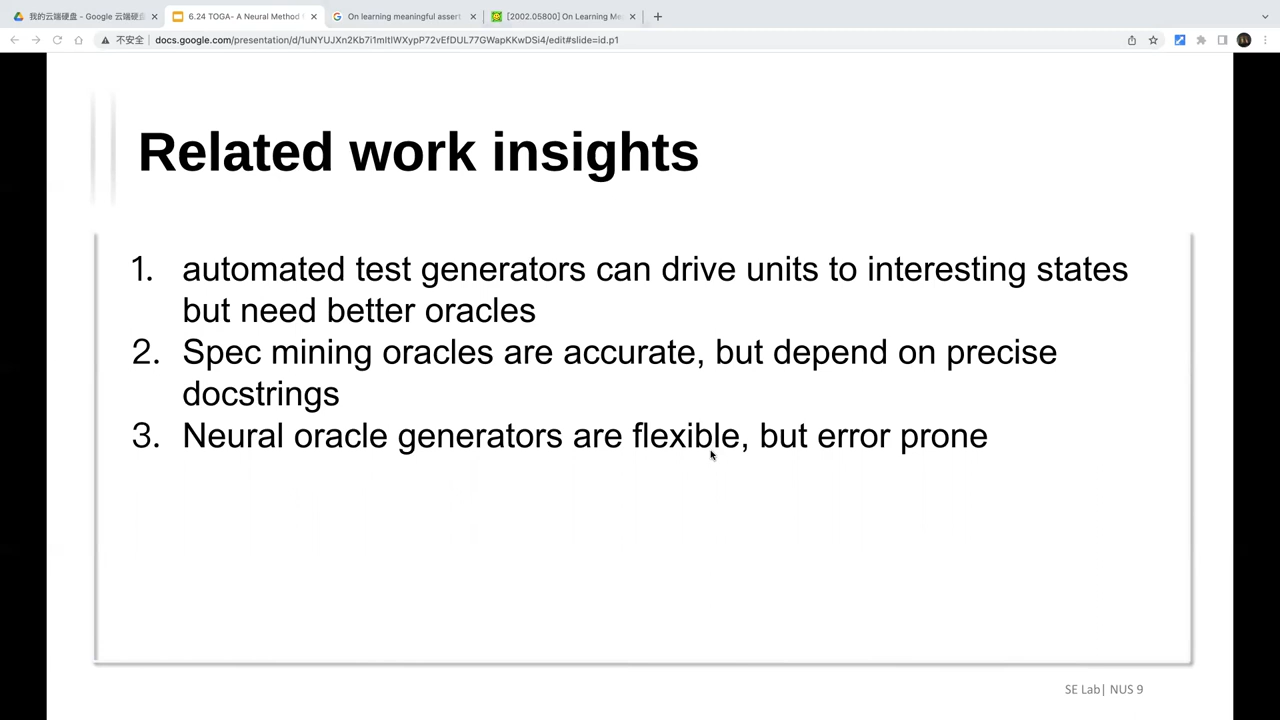 我的云端硬盘 - Google 云端硬盘
6.24 TOGA- A Neural Method
On learning meaningful assert
[2002.05800] On Learning Me
不安全
docs.google.com/presentation/d/1uNYUJXn2Kb7i1mItIWXypP72vEfDUL77GWapKKwDSi4/edit#slide=id.p1
Related work insights
1. automated test generators can drive units to interesting states
but need better oracles
2. Spec mining oracles are accurate, but depend on precise
docstrings
3. Neural oracle generators are flexible, but error prone
SE Lab| NUS 9